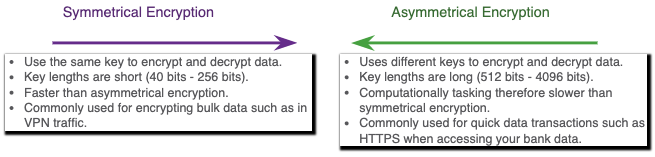 Symmetrical Encryption
• Use the same key to encrypt and decrypt data.
• Key lengths are short (40 bits - 256 bits).
• Faster than asymmetrical encryption.
• Commonly used for encrypting bulk data such as in
VPN traffic.
Asymmetrical Encryption
• Uses different keys to encrypt and decrypt data.
• Key lengths are long (512 bits - 4096 bits).
• Computationally tasking therefore slower than
symmetrical encryption.
• Commonly used for quick data transactions such as
HTTPS when accessing your bank data.